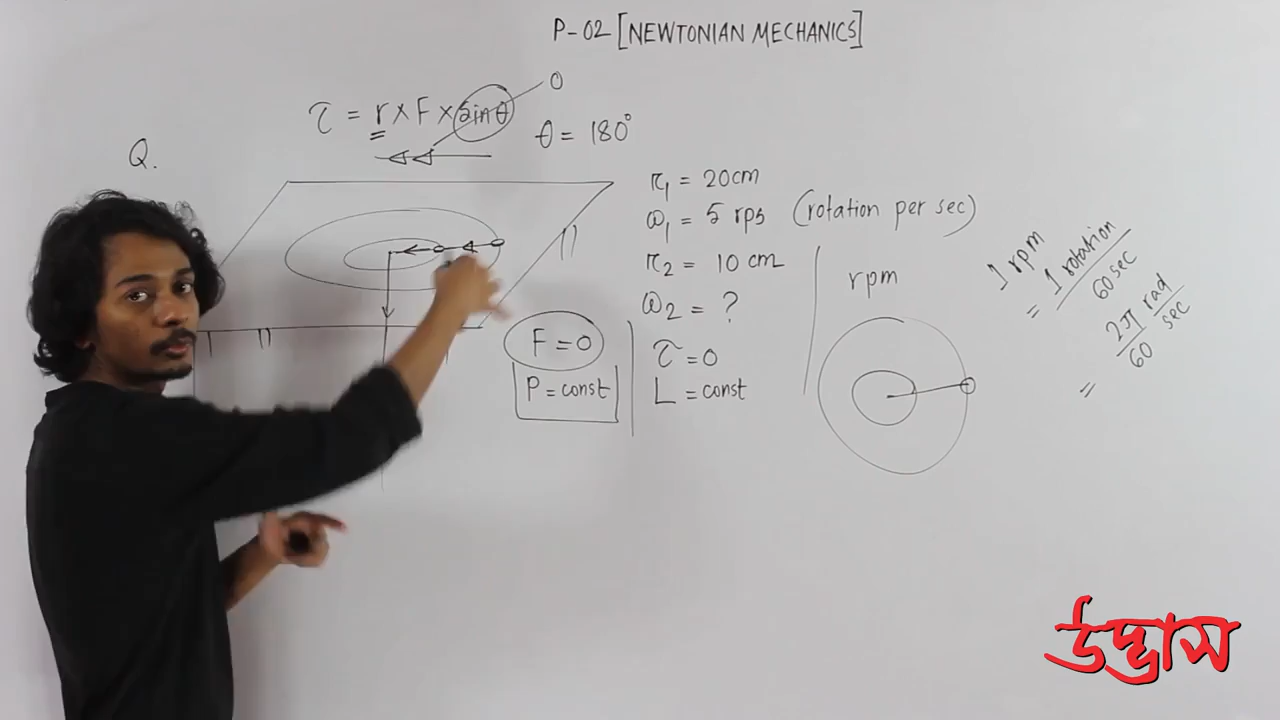 P-02 [NEWTONIAN MECHANICS]
τ = r × F × sinθ
0
θ = 180°
Q.
r₁ = 20cm
ω₁ = 5 rps (rotation per sec)
r₂ = 10 cm
ω₂ = ?
F = 0
P = const
τ = 0
L = const
rpm
1 rpm
= 1 rotation / 60 sec
= 2π / 60 rad / sec
উদ্ভাস